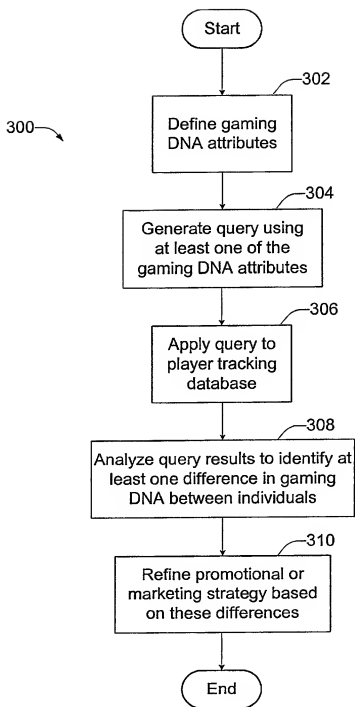 Start
302
300
Define gaming
DNA attributes
304
Generate query using
at least one of the
gaming DNA attributes
306
Apply query to
player tracking
database
308
Analyze query results to identify at
least one difference in gaming
DNA between individuals
310
Refine promotional or
marketing strategy based
on these differences
End